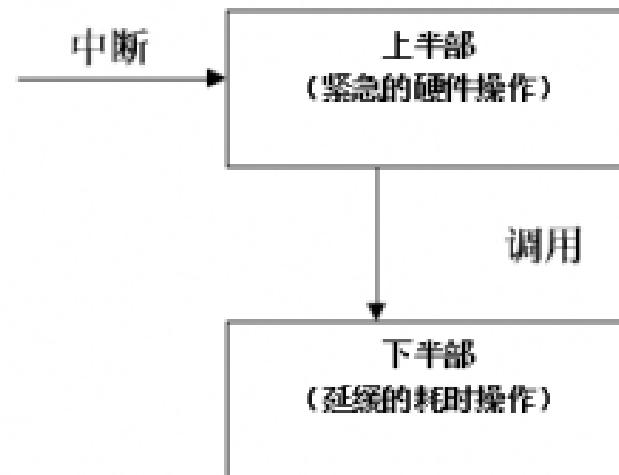 中断
上半部
(紧急的硬件操作)
调用
下半部
(延缓的耗时操作)